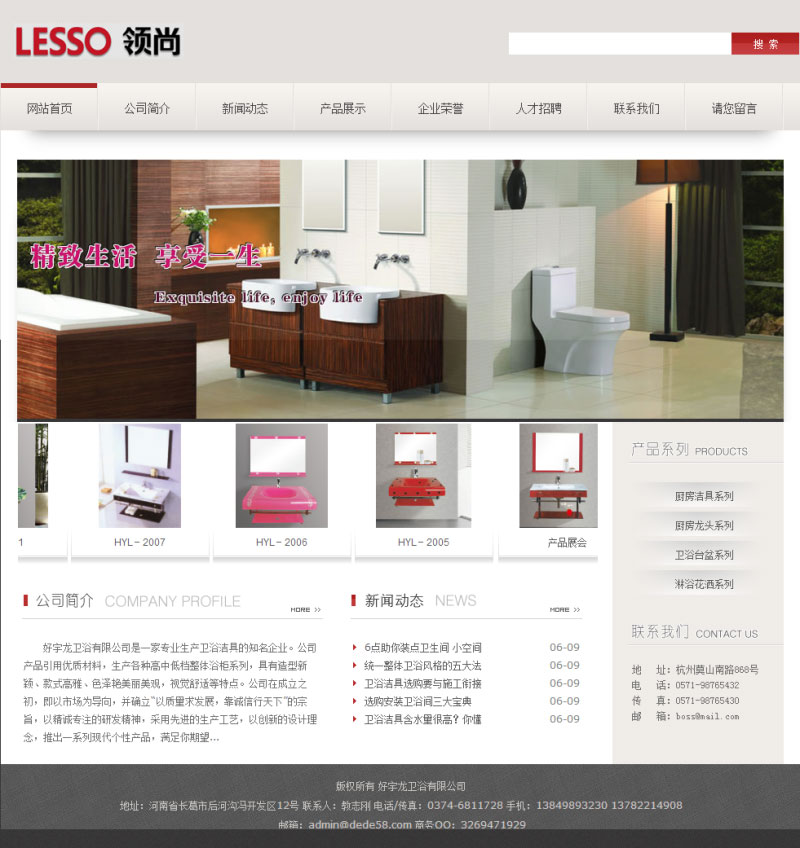 LESSO 领尚
搜 索
网站首页 公司简介 新闻动态 产品展示 企业荣誉 人才招聘 联系我们 请您留言
精致生活 享受一生
Exquisite life, enjoy life
1 HYL- 2007 HYL- 2006 HYL- 2005 产品展会
产品系列 PRODUCTS
厨房洁具系列
厨房龙头系列
卫浴台盆系列
淋浴花洒系列
公司简介 COMPANY PROFILE
MORE >>
好宇龙卫浴有限公司是一家专业生产卫浴洁具的知名企业。公司
产品引用优质材料，生产各种高中低档整体浴柜系列，具有造型新
颖、款式高雅、色泽艳美丽美观，视觉舒适等特点。公司在成立之
初，即以市场为导向，并确立“以质量求发展，靠诚信行天下”的宗
旨，以精诚专注的研发精神，采用先进的生产工艺，以创新的设计理
念，推出一系列现代个性产品，满足你期望...
新闻动态 NEWS
MORE >>
6点助你装点卫生间 小空间 06-09
统一整体卫浴风格的五大法 06-09
卫浴洁具选购要与施工衔接 06-09
选购安装卫浴间三大宝典 06-09
卫浴洁具含水量很高？你懂 06-09
联系我们 CONTACT US
地 址：杭州莫山南路868号
电 话：0571-98765432
传 真：0571-98765430
邮 箱：boss@mail.com
版权所有 好宇龙卫浴有限公司
地址：河南省长葛市后河沟冯开发区12号 联系人：敎志刚 电话/传真：0374-6811728 手机：13849893230 13782214908
邮箱：admin@dede58.com 商务QQ：3269471929